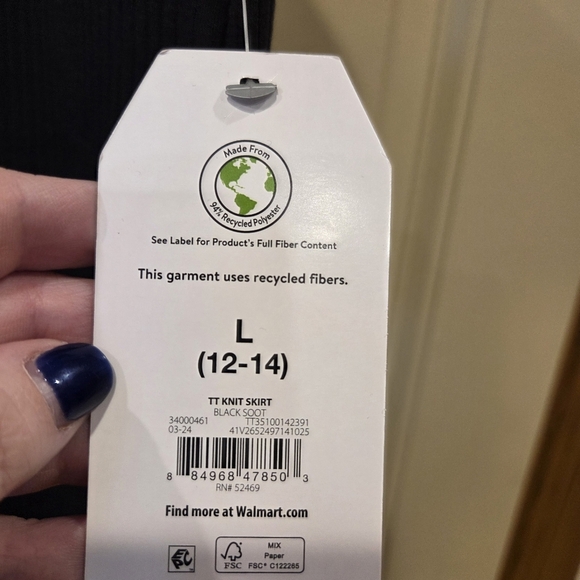 Made From
94% Recycled Polyester
See Label for Product's Full Fiber Content
This garment uses recycled fibers.
L
(12-14)
TT KNIT SKIRT
BLACK SOOT
34000461 TT35100142391
03-24 41V2652497141025
8 84968 47850 3
RN# 52469
Find more at Walmart.com
EPC
FSC
MIX
Paper
FSC® C122265